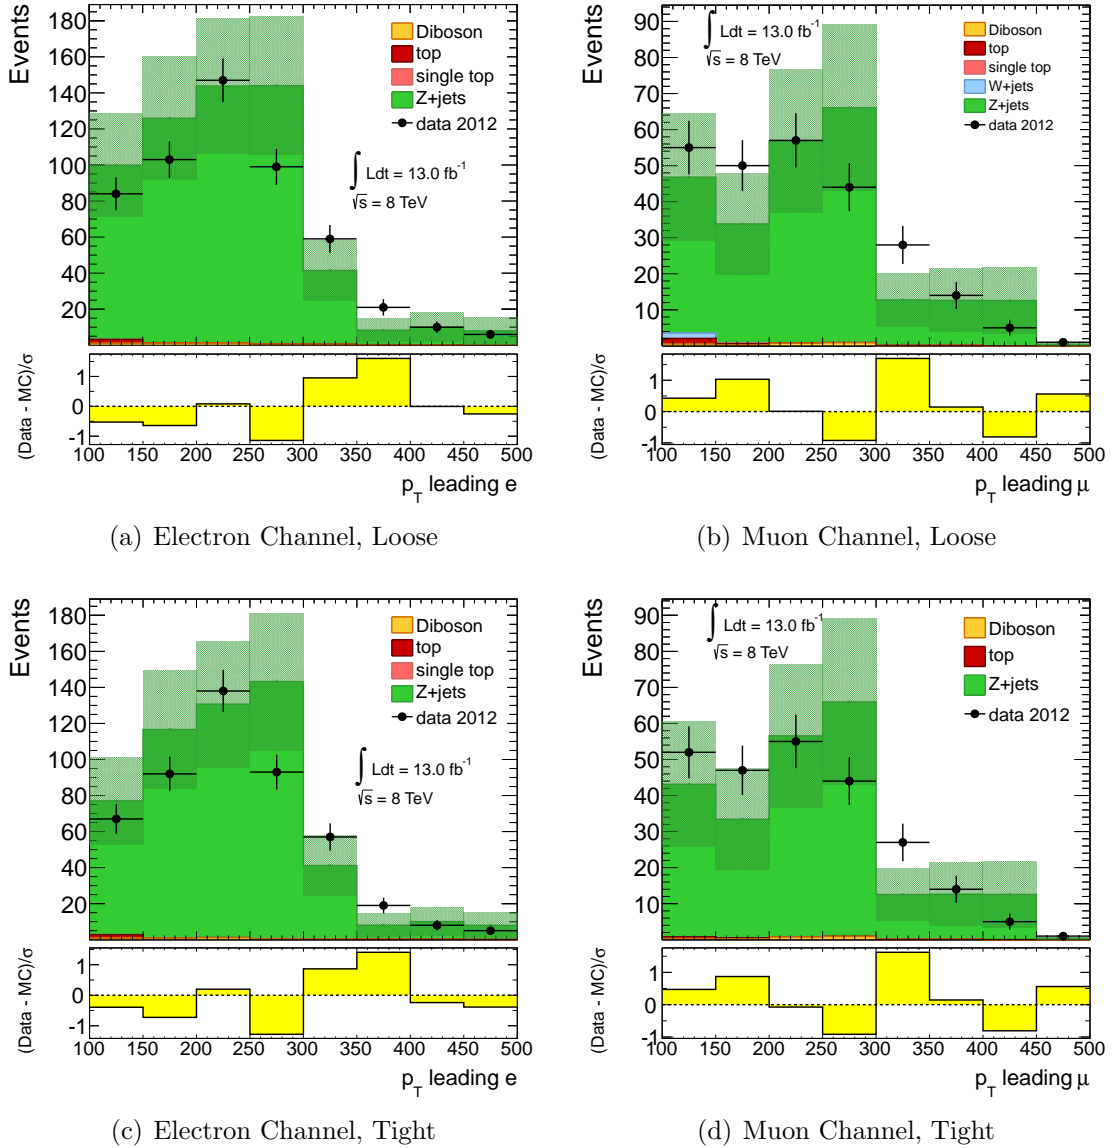 Events
180
160
140
120
100
80
60
40
20
Diboson
top
single top
Z+jets
data 2012
∫ Ldt = 13.0 fb⁻¹
√s = 8 TeV
(Data - MC)/σ
1
0
-1
100 150 200 250 300 350 400 450 500
p_T leading e
(a) Electron Channel, Loose
Events
90
80
70
60
50
40
30
20
10
∫ Ldt = 13.0 fb⁻¹
√s = 8 TeV
Diboson
top
single top
W+jets
Z+jets
data 2012
(Data - MC)/σ
1
0
-1
100 150 200 250 300 350 400 450 500
p_T leading μ
(b) Muon Channel, Loose
Events
180
160
140
120
100
80
60
40
20
Diboson
top
single top
Z+jets
data 2012
∫ Ldt = 13.0 fb⁻¹
√s = 8 TeV
(Data - MC)/σ
1
0
-1
100 150 200 250 300 350 400 450 500
p_T leading e
(c) Electron Channel, Tight
Events
90
80
70
60
50
40
30
20
10
∫ Ldt = 13.0 fb⁻¹
√s = 8 TeV
Diboson
top
Z+jets
data 2012
(Data - MC)/σ
1
0
-1
100 150 200 250 300 350 400 450 500
p_T leading μ
(d) Muon Channel, Tight